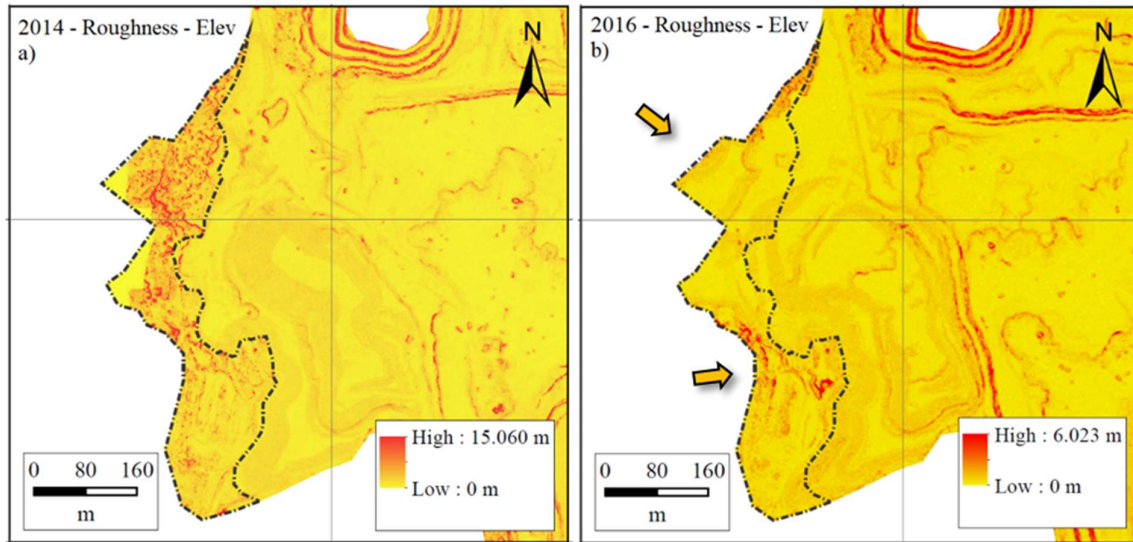 2014 - Roughness - Elev
a)
N
High : 15.060 m
Low : 0 m
0 80 160
m
2016 - Roughness - Elev
b)
N
High : 6.023 m
Low : 0 m
0 80 160
m